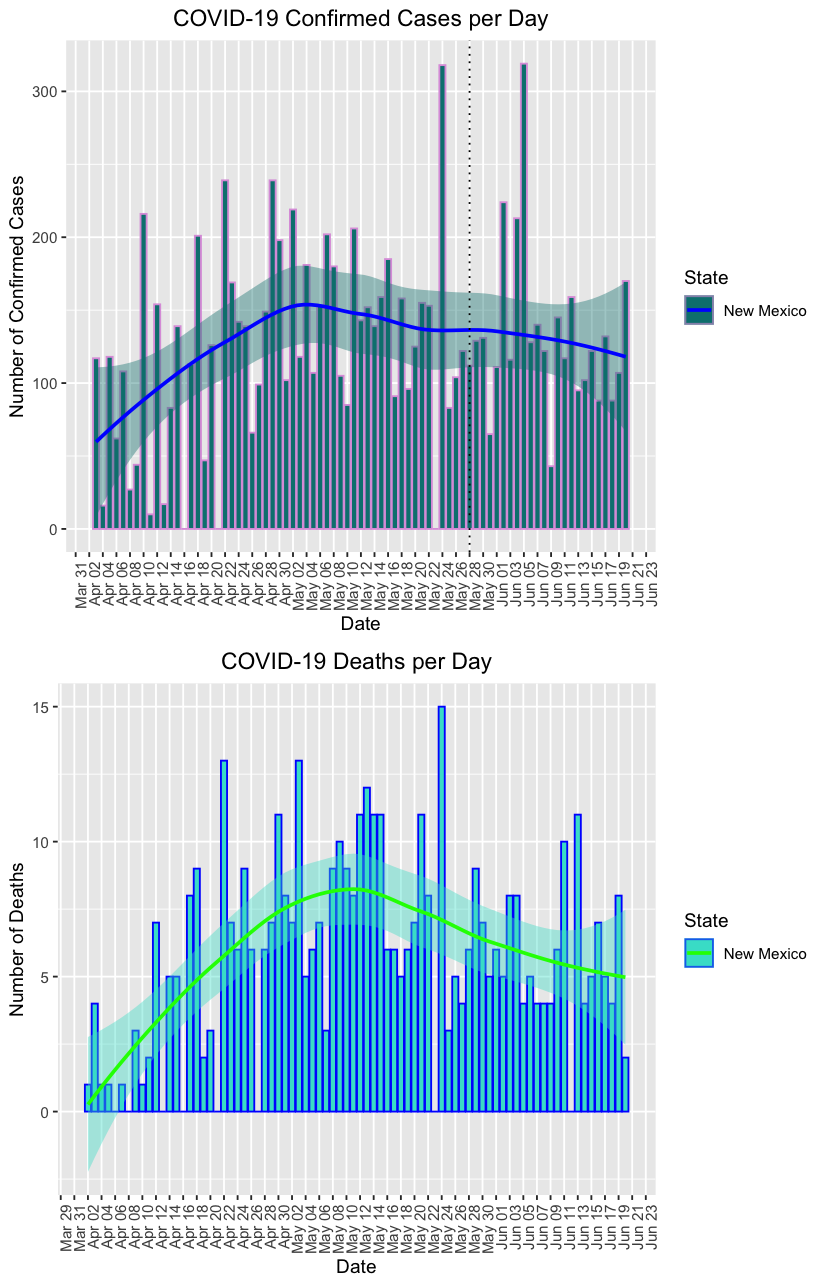 COVID-19 Confirmed Cases per Day
Number of Confirmed Cases
300
200
100
0
Mar 31
Apr 02
Apr 04
Apr 06
Apr 08
Apr 10
Apr 12
Apr 14
Apr 16
Apr 18
Apr 20
Apr 22
Apr 24
Apr 26
Apr 28
Apr 30
May 02
May 04
May 06
May 08
May 10
May 12
May 14
May 16
May 18
May 20
May 22
May 24
May 26
May 28
May 30
Jun 01
Jun 03
Jun 05
Jun 07
Jun 09
Jun 11
Jun 13
Jun 15
Jun 17
Jun 19
Jun 21
Jun 23
Date
State
New Mexico
COVID-19 Deaths per Day
Number of Deaths
15
10
5
0
Mar 29
Mar 31
Apr 02
Apr 04
Apr 06
Apr 08
Apr 10
Apr 12
Apr 14
Apr 16
Apr 18
Apr 20
Apr 22
Apr 24
Apr 26
Apr 28
Apr 30
May 02
May 04
May 06
May 08
May 10
May 12
May 14
May 16
May 18
May 20
May 22
May 24
May 26
May 28
May 30
Jun 01
Jun 03
Jun 05
Jun 07
Jun 09
Jun 11
Jun 13
Jun 15
Jun 17
Jun 19
Jun 21
Jun 23
Date
State
New Mexico